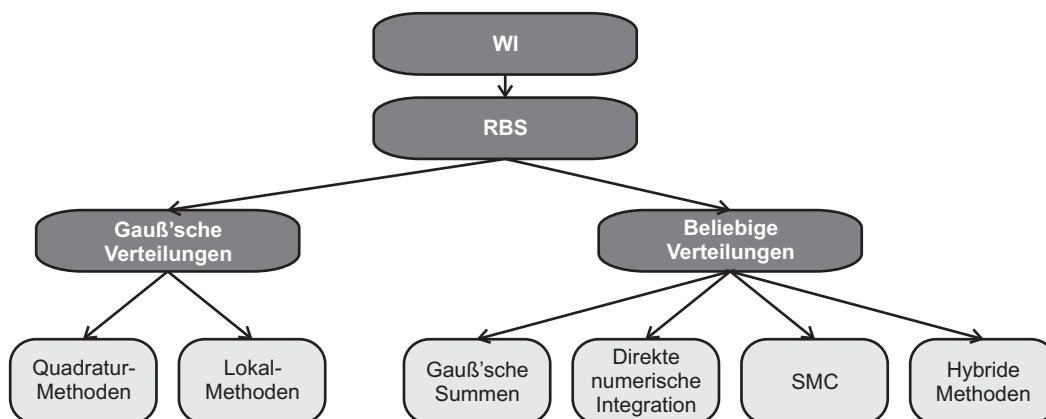 WI
RBS
Gauß'sche
Verteilungen
Beliebige
Verteilungen
Quadratur-
Methoden
Lokal-
Methoden
Gauß'sche
Summen
Direkte
numerische
Integration
SMC
Hybride
Methoden